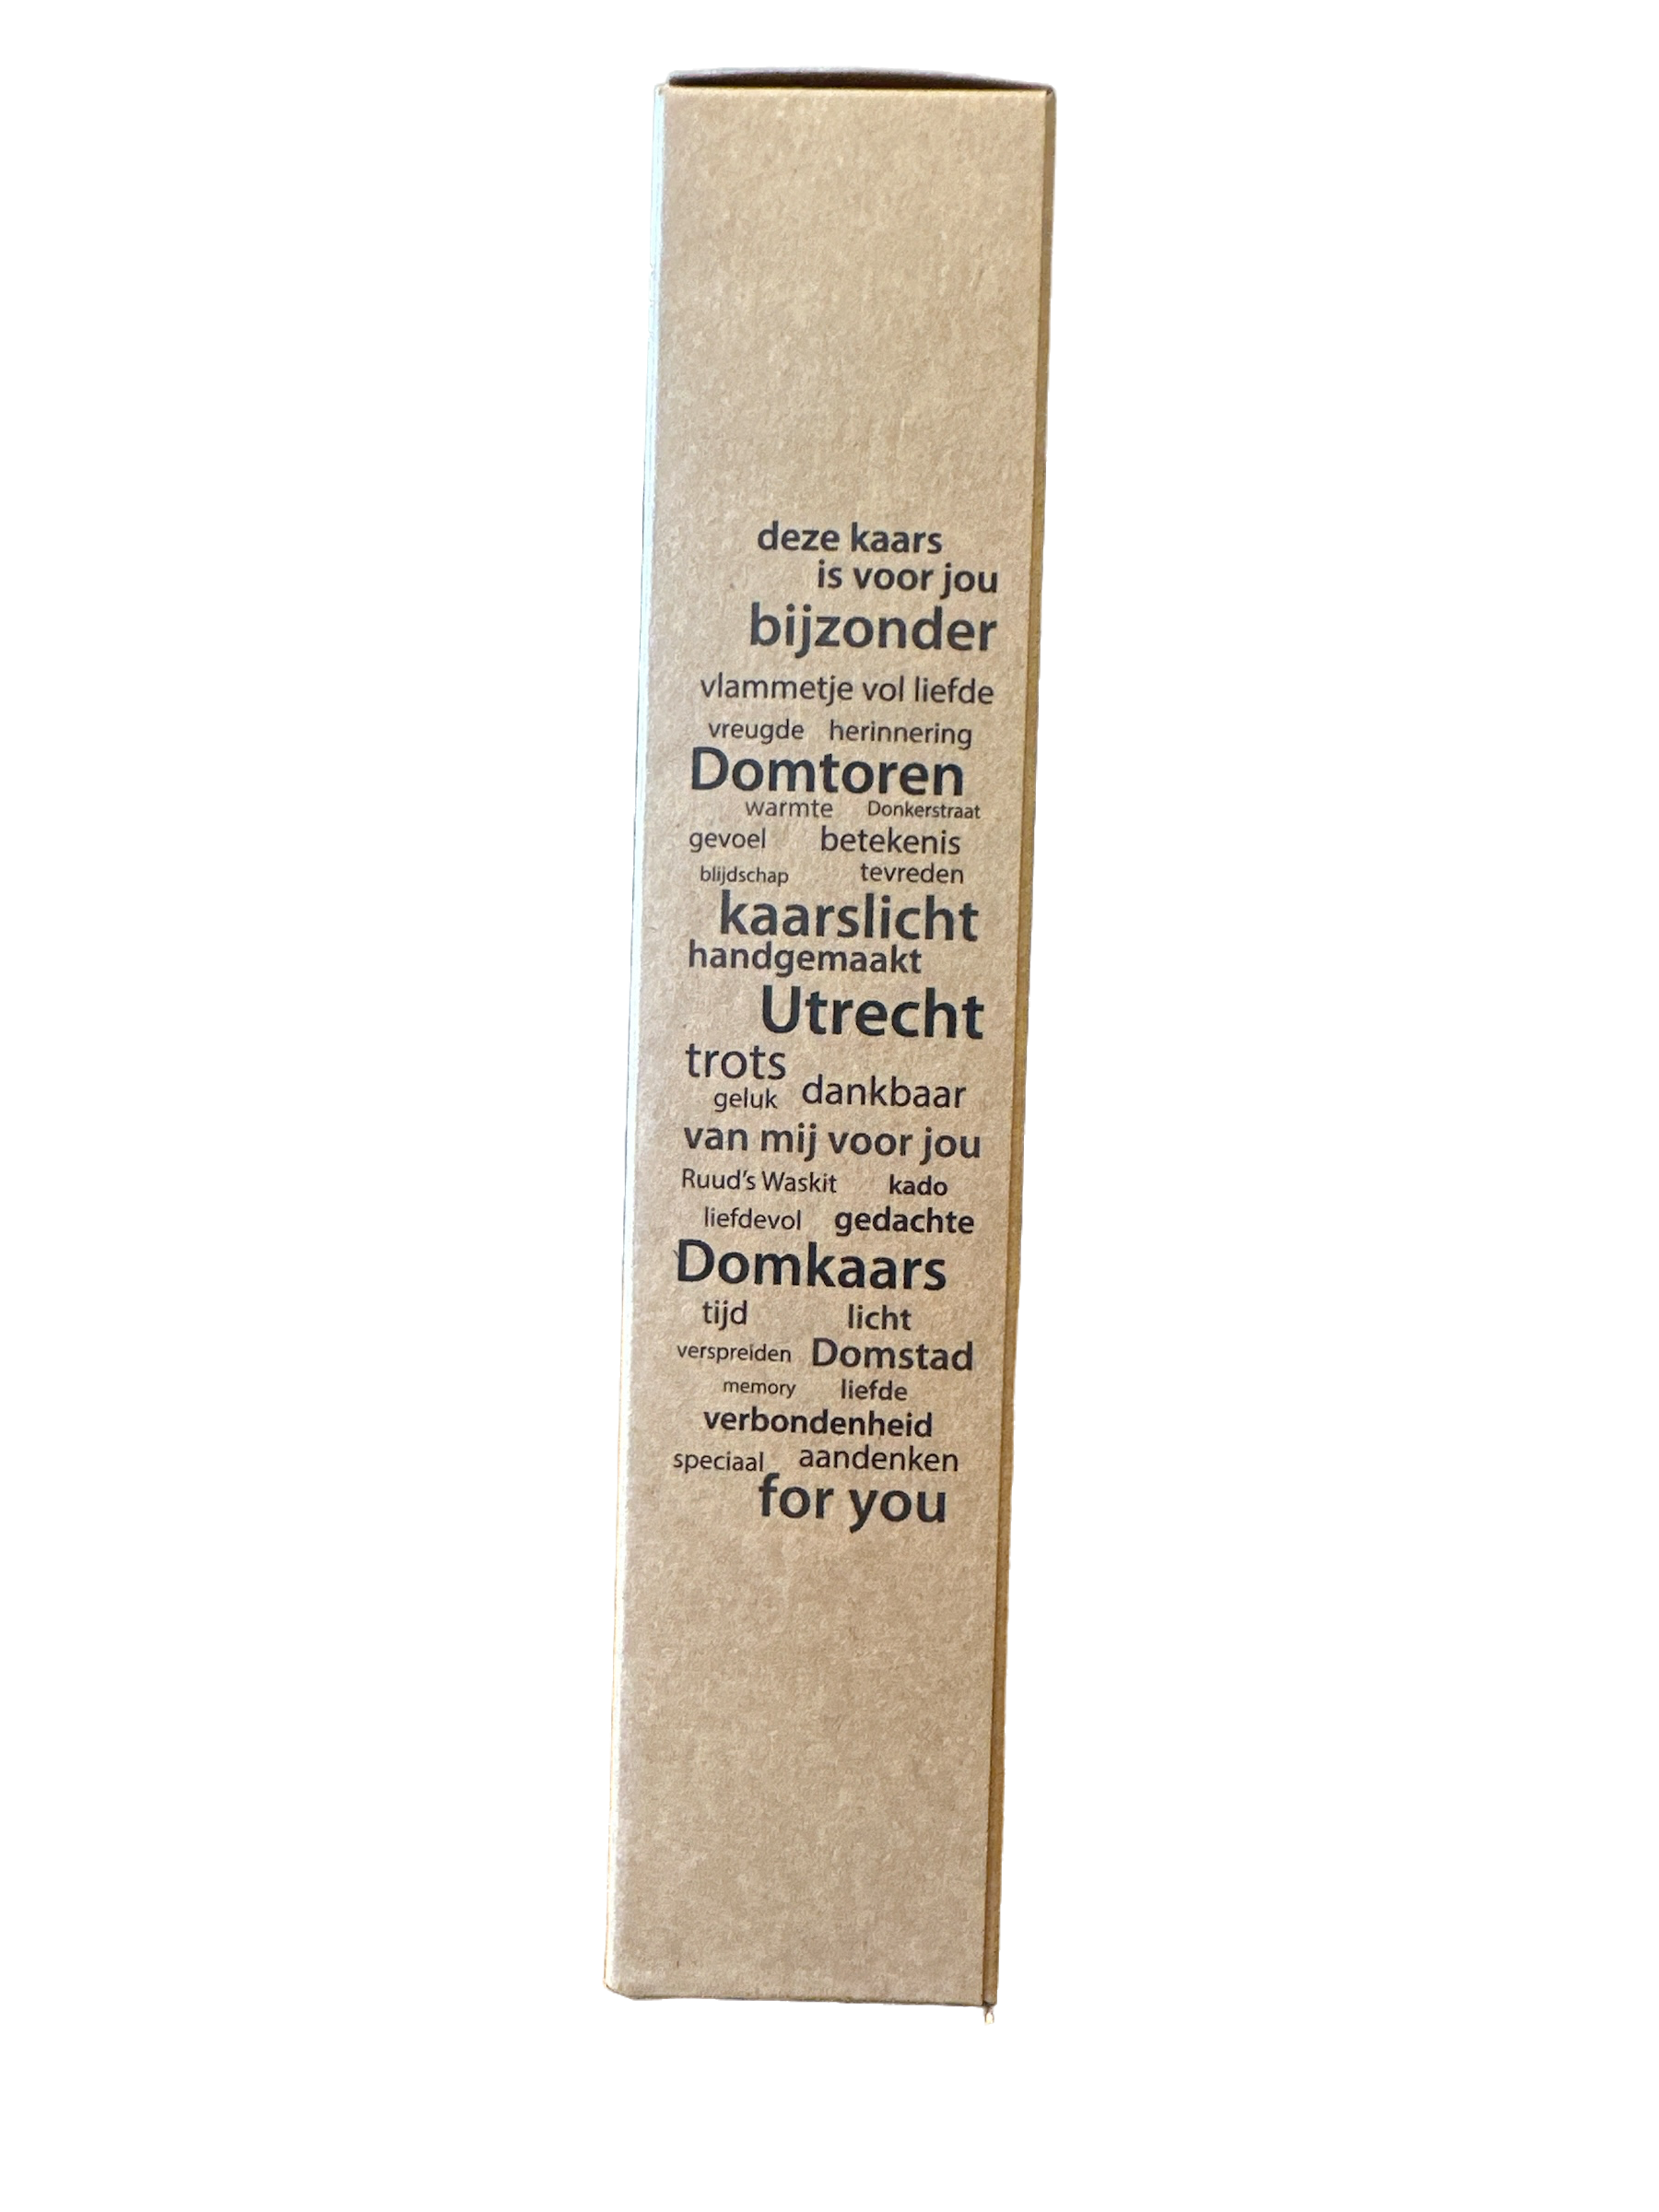 deze kaars
is voor jou
bijzonder
vlammetje vol liefde
vreugde herinnering
Domtoren
warmte Donkerstraat
gevoel betekenis
blijdschap tevreden
kaarslicht
handgemaakt
Utrecht
trots
geluk dankbaar
van mij voor jou
Ruud's Waskit kado
liefdevol gedachte
Domkaars
tijd licht
verspreiden Domstad
memory liefde
verbondenheid
speciaal aandenken
for you